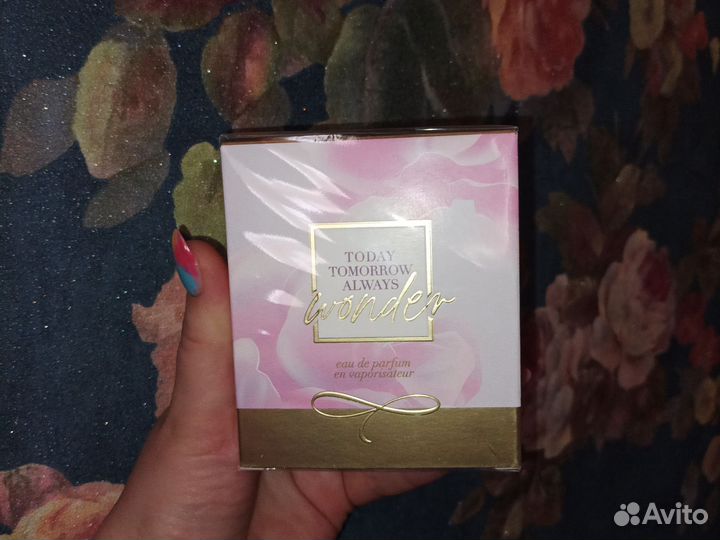 TODAY
TOMORROW
ALWAYS
wonder
eau de parfum
en vaporisateur
Avito